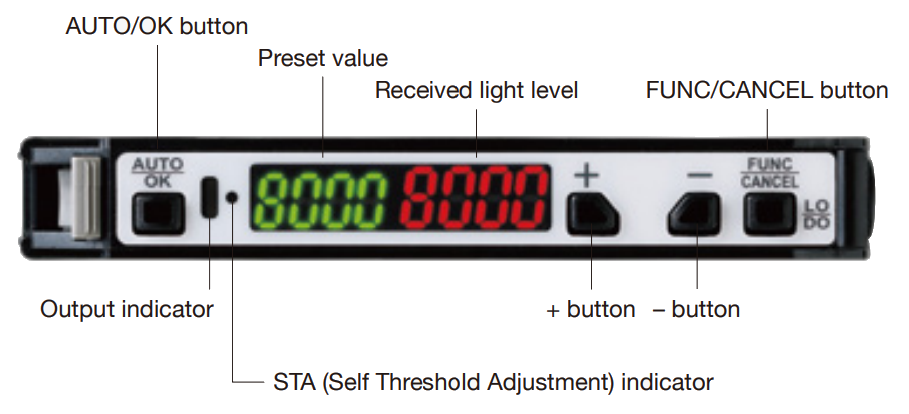 AUTO/OK button
Preset value
Received light level
FUNC/CANCEL button
AUTO
OK
8000
8000
+
−
FUNC
CANCEL
LO
DO
Output indicator
+ button
– button
STA (Self Threshold Adjustment) indicator